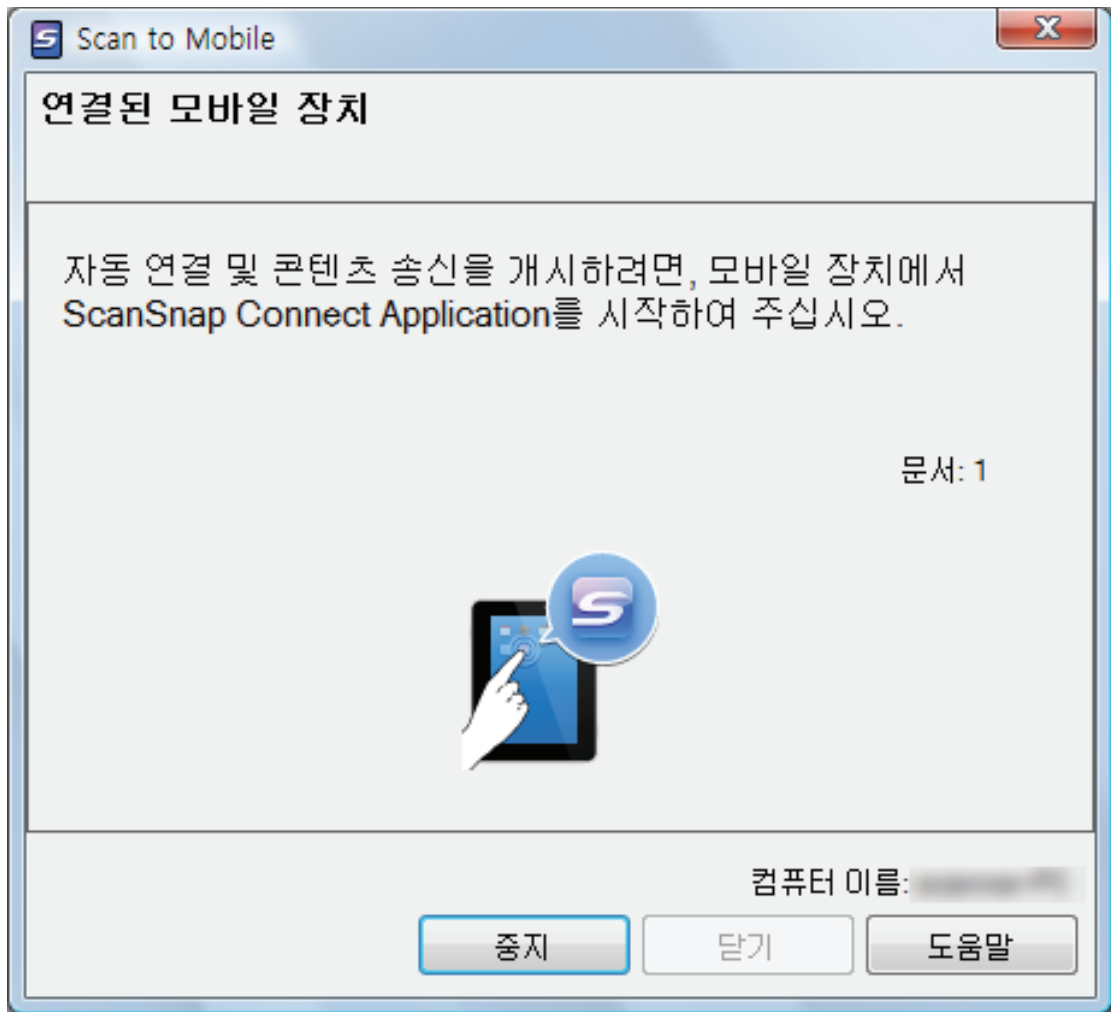 Scan to Mobile
연결된 모바일 장치
자동 연결 및 콘텐츠 송신을 개시하려면, 모바일 장치에서
ScanSnap Connect Application를 시작하여 주십시오.
문서: 1
컴퓨터 이름:
중지
닫기
도움말